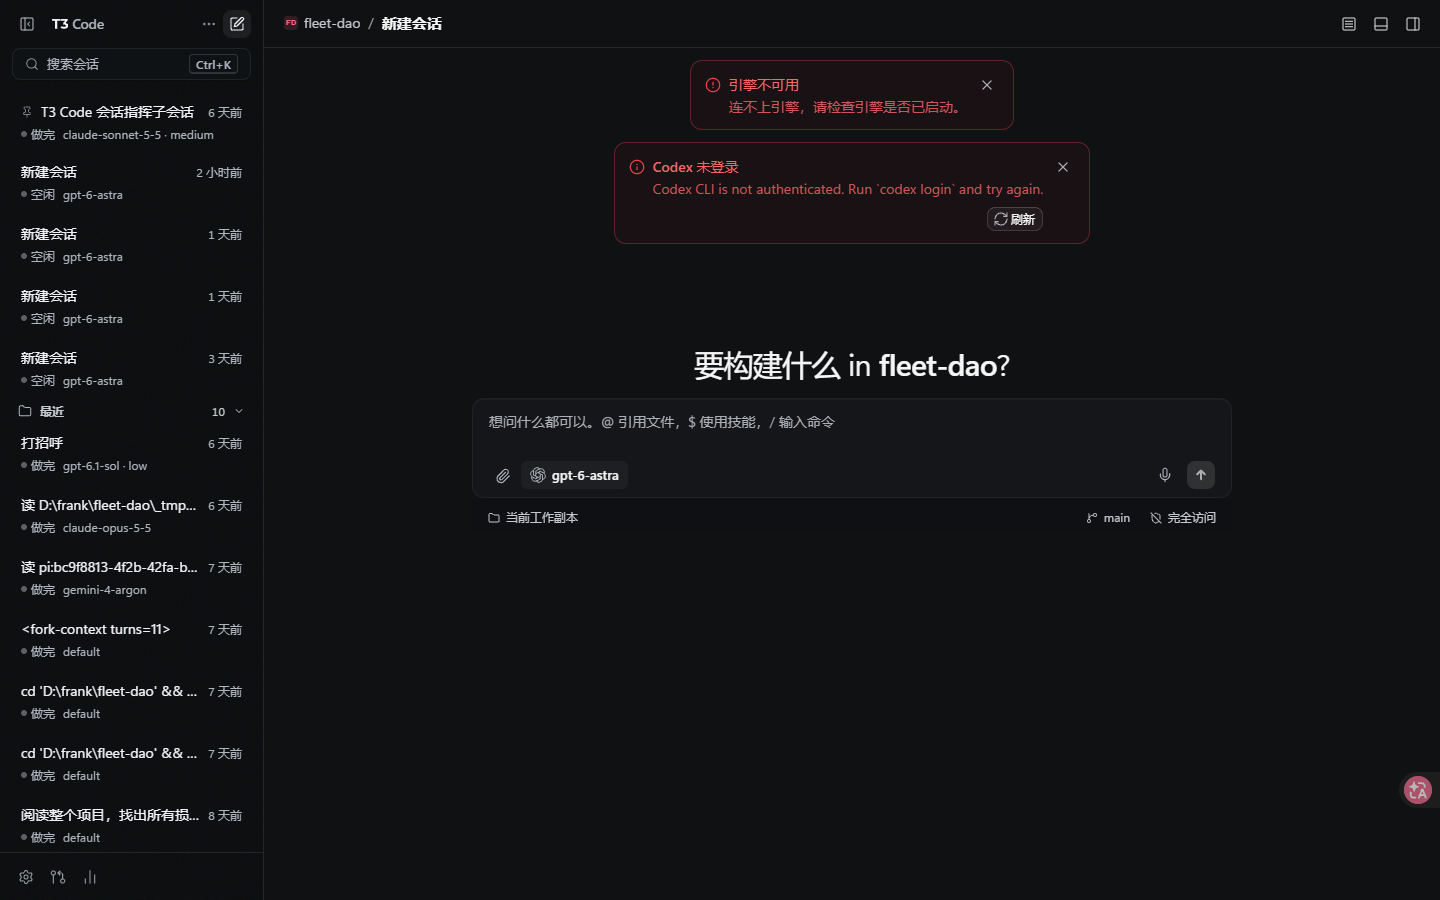 T3 Code
搜索会话 Ctrl+K
T3 Code 会话指挥子会话 6 天前
做完 claude-sonnet-5-5 · medium
新建会话 2 小时前
空闲 gpt-6-astra
新建会话 1 天前
空闲 gpt-6-astra
新建会话 1 天前
空闲 gpt-6-astra
新建会话 3 天前
空闲 gpt-6-astra
最近 10
打招呼 6 天前
做完 gpt-6.1-sol · low
读 D:\frank\fleet-dao\_tmp... 6 天前
做完 claude-opus-5-5
读 pi:bc9f8813-4f2b-42fa-b... 7 天前
做完 gemini-4-argon
<fork-context turns=11> 7 天前
做完 default
cd 'D:\frank\fleet-dao' && ... 7 天前
做完 default
cd 'D:\frank\fleet-dao' && ... 7 天前
做完 default
阅读整个项目，找出所有损... 8 天前
做完 default
FD fleet-dao / 新建会话
引擎不可用
连不上引擎，请检查引擎是否已启动。
Codex 未登录
Codex CLI is not authenticated. Run `codex login` and try again.
刷新
要构建什么 in fleet-dao?
想问什么都可以。@ 引用文件，$ 使用技能，/ 输入命令
gpt-6-astra
当前工作副本 main 完全访问